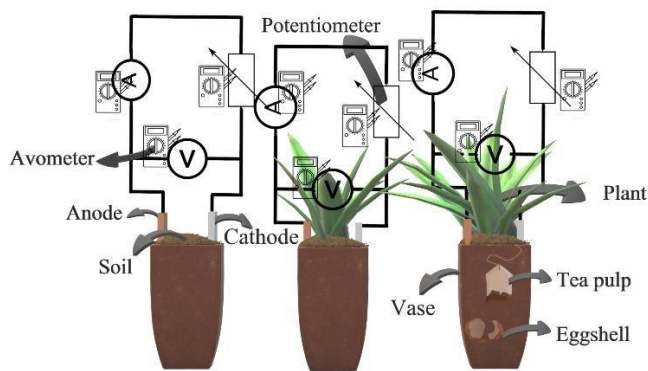 Potentiometer
A
A
A
V
V
V
Avometer
Anode
Cathode
Soil
Plant
Vase
Tea pulp
Eggshell